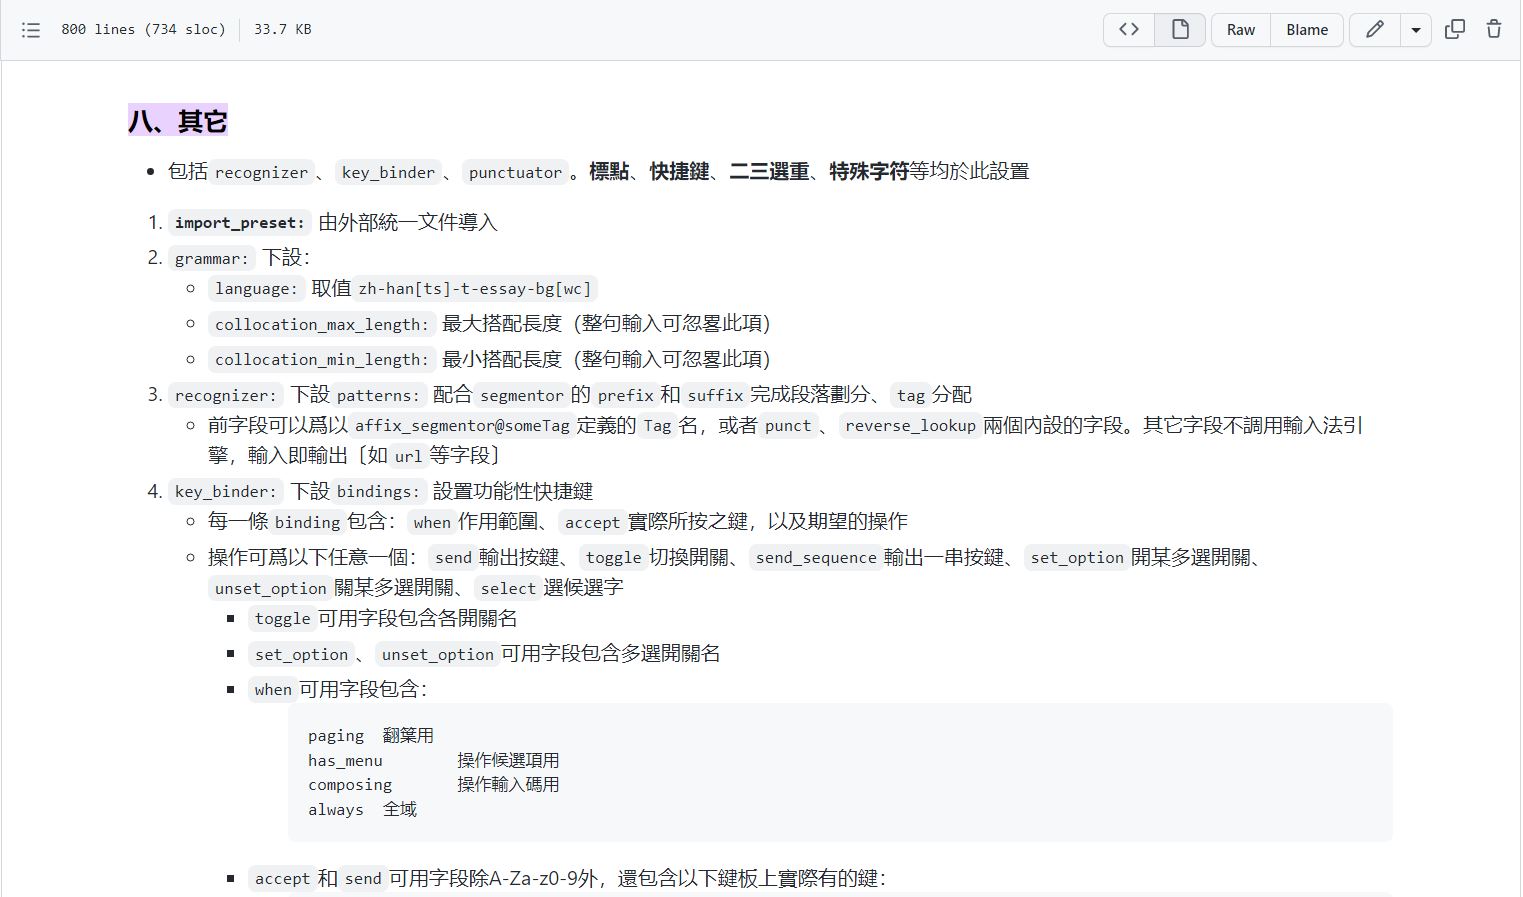 800 lines (734 sloc) 33.7 KB Raw Blame
八、其它
包括 recognizer 、 key_binder 、 punctuator 。標點、快捷鍵、二三選重、特殊字符等均於此設置
1. import_preset: 由外部統一文件導入
2. grammar: 下設：
language: 取值 zh-han[ts]-t-essay-bg[wc]
collocation_max_length: 最大搭配長度（整句輸入可忽畧此項）
collocation_min_length: 最小搭配長度（整句輸入可忽畧此項）
3. recognizer: 下設 patterns: 配合 segmentor 的 prefix 和 suffix 完成段落劃分、 tag 分配
前字段可以爲以 affix_segmentor@someTag 定義的 Tag 名，或者 punct 、 reverse_lookup 兩個內設的字段。其它字段不調用輸入法引
擎，輸入即輸出〔如 url 等字段〕
4. key_binder: 下設 bindings: 設置功能性快捷鍵
每一條 binding 包含： when 作用範圍、 accept 實際所按之鍵，以及期望的操作
操作可爲以下任意一個： send 輸出按鍵、 toggle 切換開關、 send_sequence 輸出一串按鍵、 set_option 開某多選開關、
unset_option 關某多選開關、 select 選候選字
toggle 可用字段包含各開關名
set_option 、 unset_option 可用字段包含多選開關名
when 可用字段包含：
paging 翻䈎用
has_menu 操作候選項用
composing 操作輸入碼用
always 全域
accept 和 send 可用字段除A-Za-z0-9外，還包含以下鍵板上實際有的鍵：